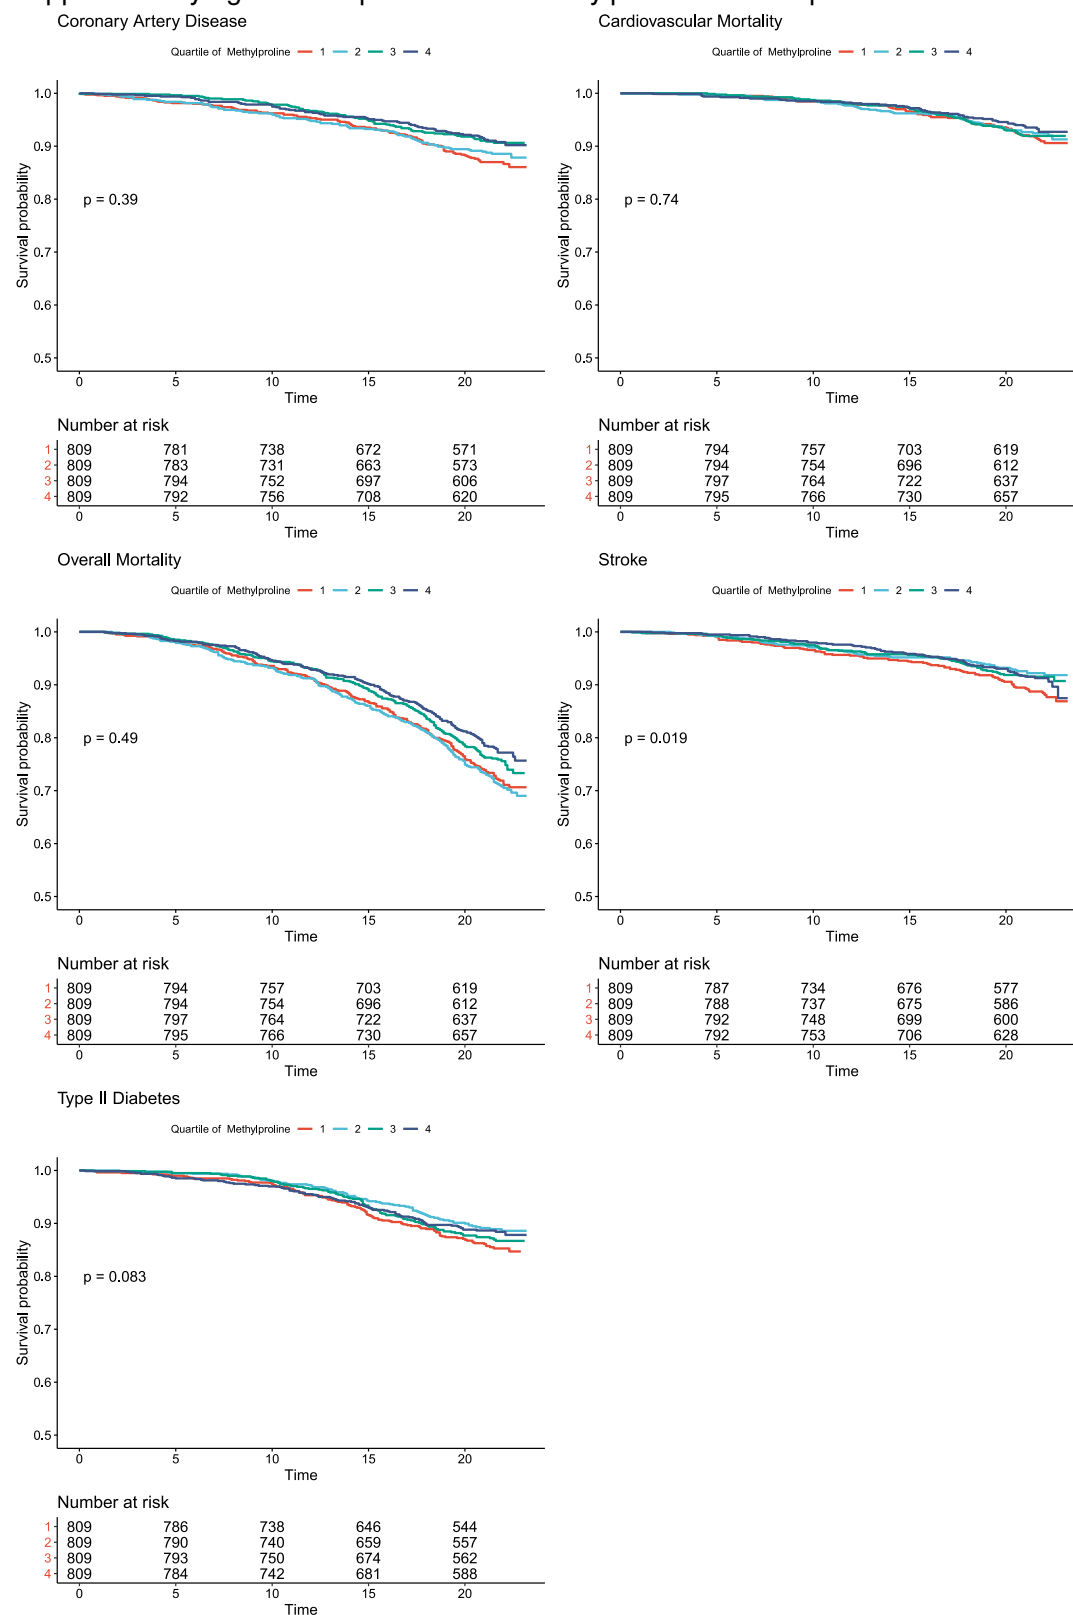 Coronary Artery Disease
Quartile of Methylproline 1 2 3 4
1.0
0.9
0.8
0.7
0.6
0.5
Survival probability
p = 0.39
0 5 10 15 20
Time
Number at risk
1 809 781 738 672 571
2 809 783 731 663 573
3 809 794 752 697 606
4 809 792 756 708 620
0 5 10 15 20
Time
Cardiovascular Mortality
Quartile of Methylproline 1 2 3 4
1.0
0.9
0.8
0.7
0.6
0.5
Survival probability
p = 0.74
0 5 10 15 20
Time
Number at risk
1 809 794 757 703 619
2 809 794 754 696 612
3 809 797 764 722 637
4 809 795 766 730 657
0 5 10 15 20
Time
Overall Mortality
Quartile of Methylproline 1 2 3 4
1.0
0.9
0.8
0.7
0.6
0.5
Survival probability
p = 0.49
0 5 10 15 20
Time
Number at risk
1 809 794 757 703 619
2 809 794 754 696 612
3 809 797 764 722 637
4 809 795 766 730 657
0 5 10 15 20
Time
Stroke
Quartile of Methylproline 1 2 3 4
1.0
0.9
0.8
0.7
0.6
0.5
Survival probability
p = 0.019
0 5 10 15 20
Time
Number at risk
1 809 787 734 676 577
2 809 788 737 675 586
3 809 792 748 699 600
4 809 792 753 706 628
0 5 10 15 20
Time
Type II Diabetes
Quartile of Methylproline 1 2 3 4
1.0
0.9
0.8
0.7
0.6
0.5
Survival probability
p = 0.083
0 5 10 15 20
Time
Number at risk
1 809 786 738 646 544
2 809 790 740 659 557
3 809 793 750 674 562
4 809 784 742 681 588
0 5 10 15 20
Time